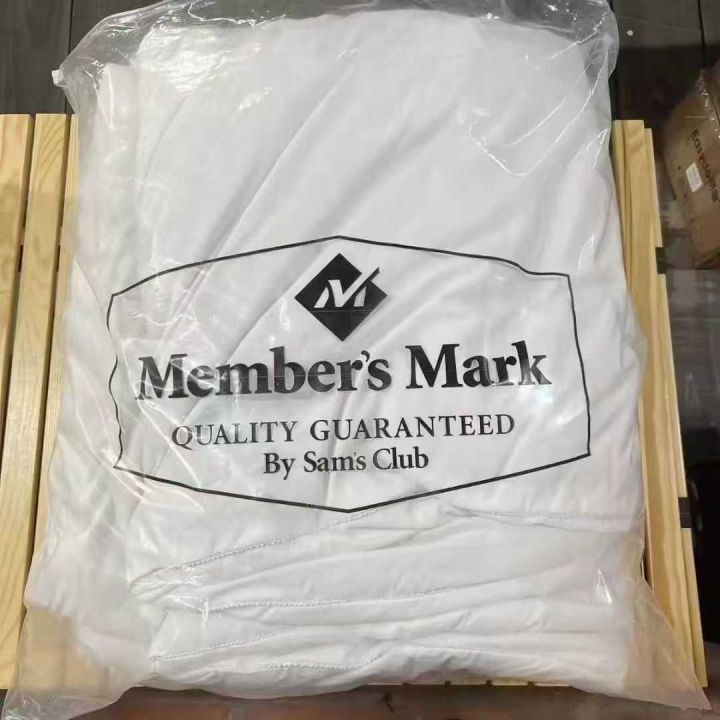 M
Member's Mark
QUALITY GUARANTEED
By Sam's Club